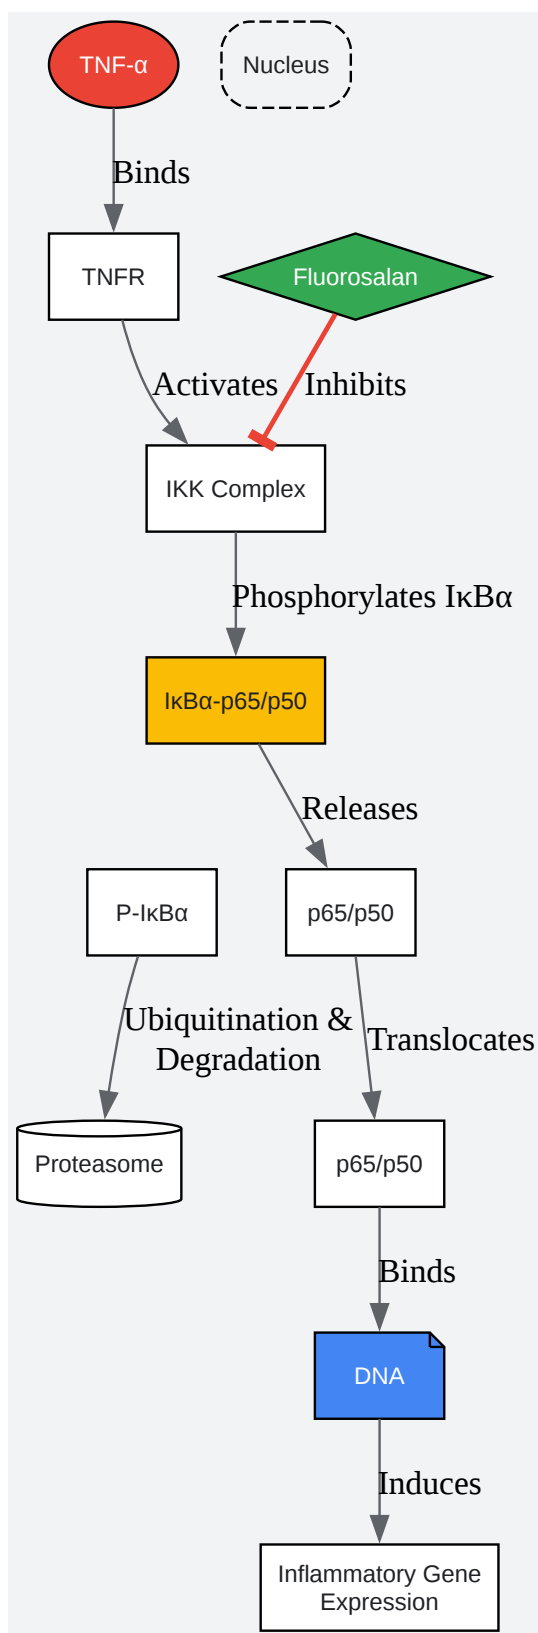 TNF-α
Nucleus
Binds
TNFR
Fluorosalan
Activates
Inhibits
IKK Complex
Phosphorylates IκBα
IκBα-p65/p50
Releases
P-IκBα
p65/p50
Ubiquitination &
Degradation
Translocates
Proteasome
p65/p50
Binds
DNA
Induces
Inflammatory Gene
Expression